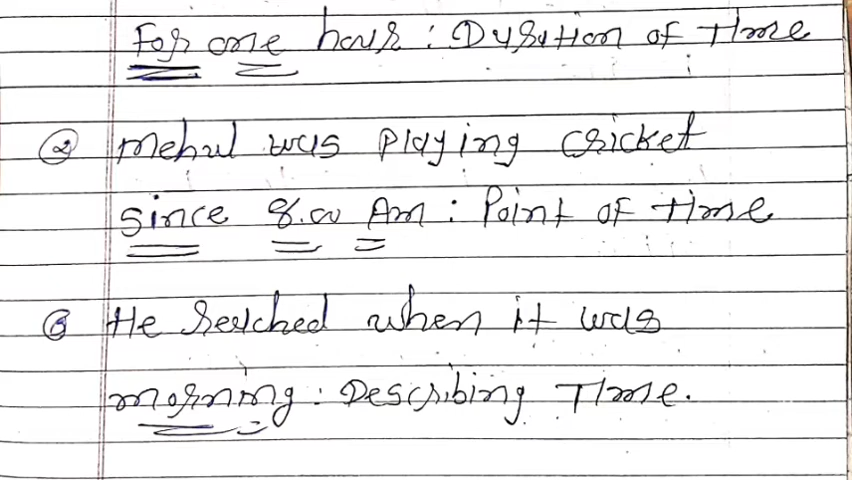 For one hour : Duration of Time
② Mehul was playing cricket
since 8.00 Am : Point of Time
③ He reached when it was
morning : Describing Time.